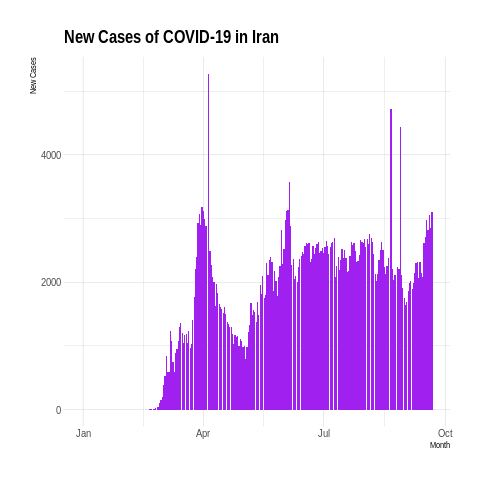 New Cases of COVID-19 in Iran
New Cases
4000
2000
0
Jan Apr Jul Oct
Month